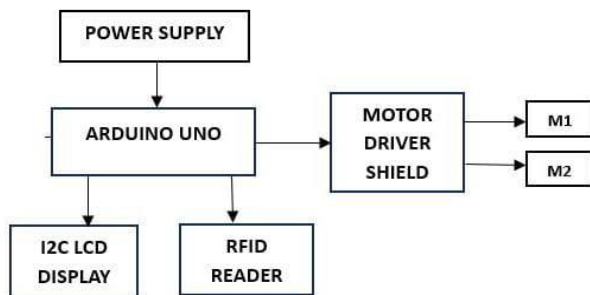 POWER SUPPLY
ARDUINO UNO
MOTOR
DRIVER
SHIELD
M1
M2
I2C LCD
DISPLAY
RFID
READER